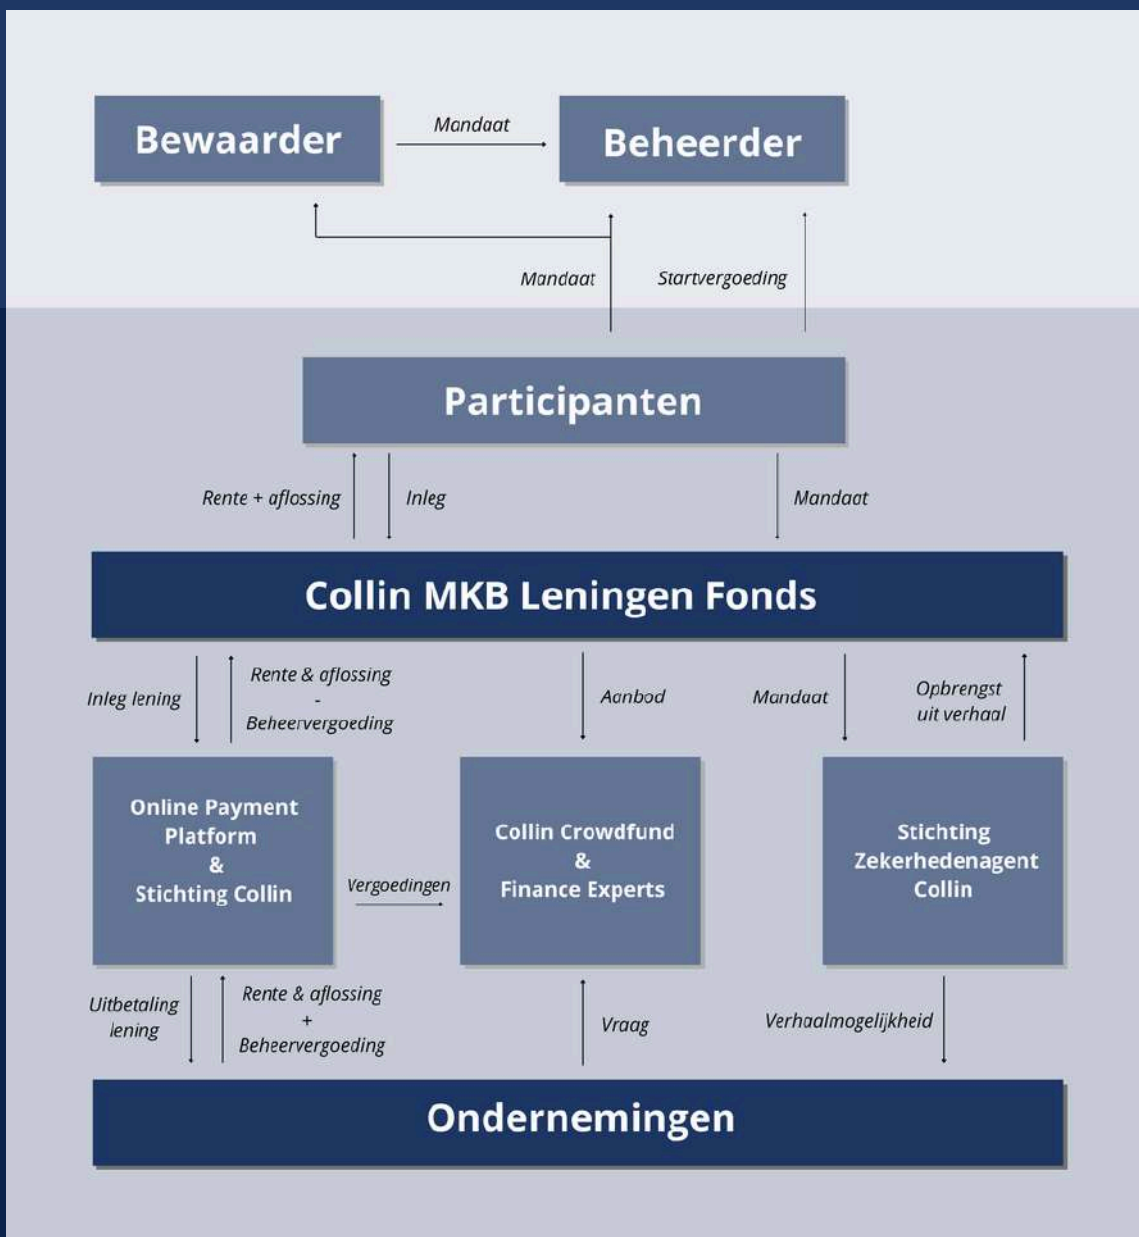 Bewaarder
Mandaat
Beheerder
Mandaat
Startvergoeding
Participanten
Rente + aflossing
Inleg
Mandaat
Collin MKB Leningen Fonds
Inleg lening
Rente & aflossing
-
Beheervergoeding
Aanbod
Mandaat
Opbrengst
uit verhaal
Online Payment
Platform
&
Stichting Collin
Vergoedingen
Collin Crowdfund
&
Finance Experts
Stichting
Zekerhedenagent
Collin
Uitbetaling
lening
Rente & aflossing
+
Beheervergoeding
Vraag
Verhaalmogelijkheid
Ondernemingen